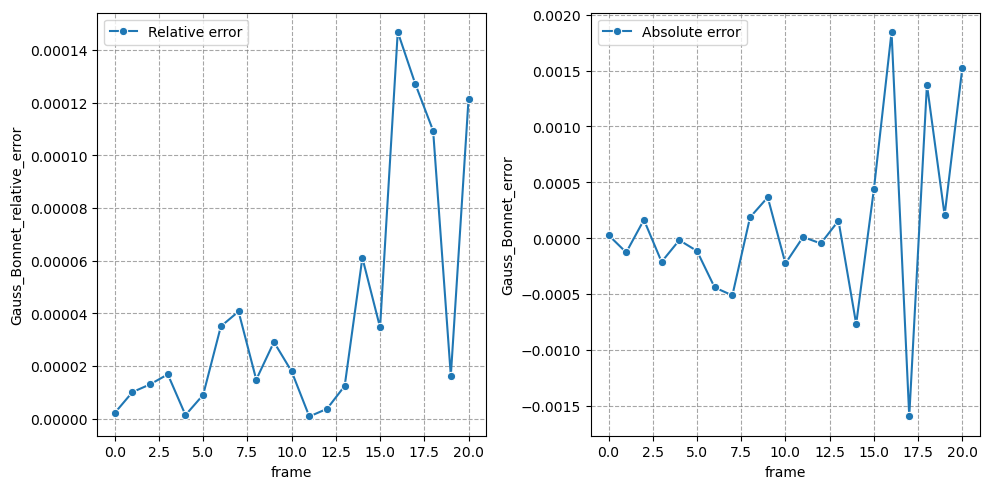 Relative error
Gauss_Bonnet_relative_error
0.00014
0.00012
0.00010
0.00008
0.00006
0.00004
0.00002
0.00000
0.0 2.5 5.0 7.5 10.0 12.5 15.0 17.5 20.0
frame
Absolute error
Gauss_Bonnet_error
0.0020
0.0015
0.0010
0.0005
0.0000
−0.0005
−0.0010
−0.0015
0.0 2.5 5.0 7.5 10.0 12.5 15.0 17.5 20.0
frame